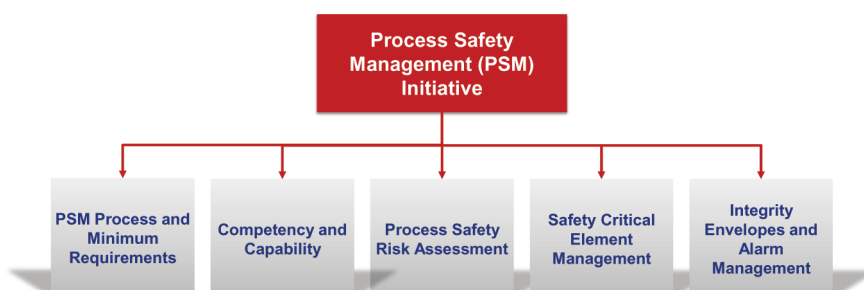 Process Safety
Management (PSM)
Initiative
PSM Process and
Minimum
Requirements
Competency and
Capability
Process Safety
Risk Assessment
Safety Critical
Element
Management
Integrity
Envelopes and
Alarm
Management